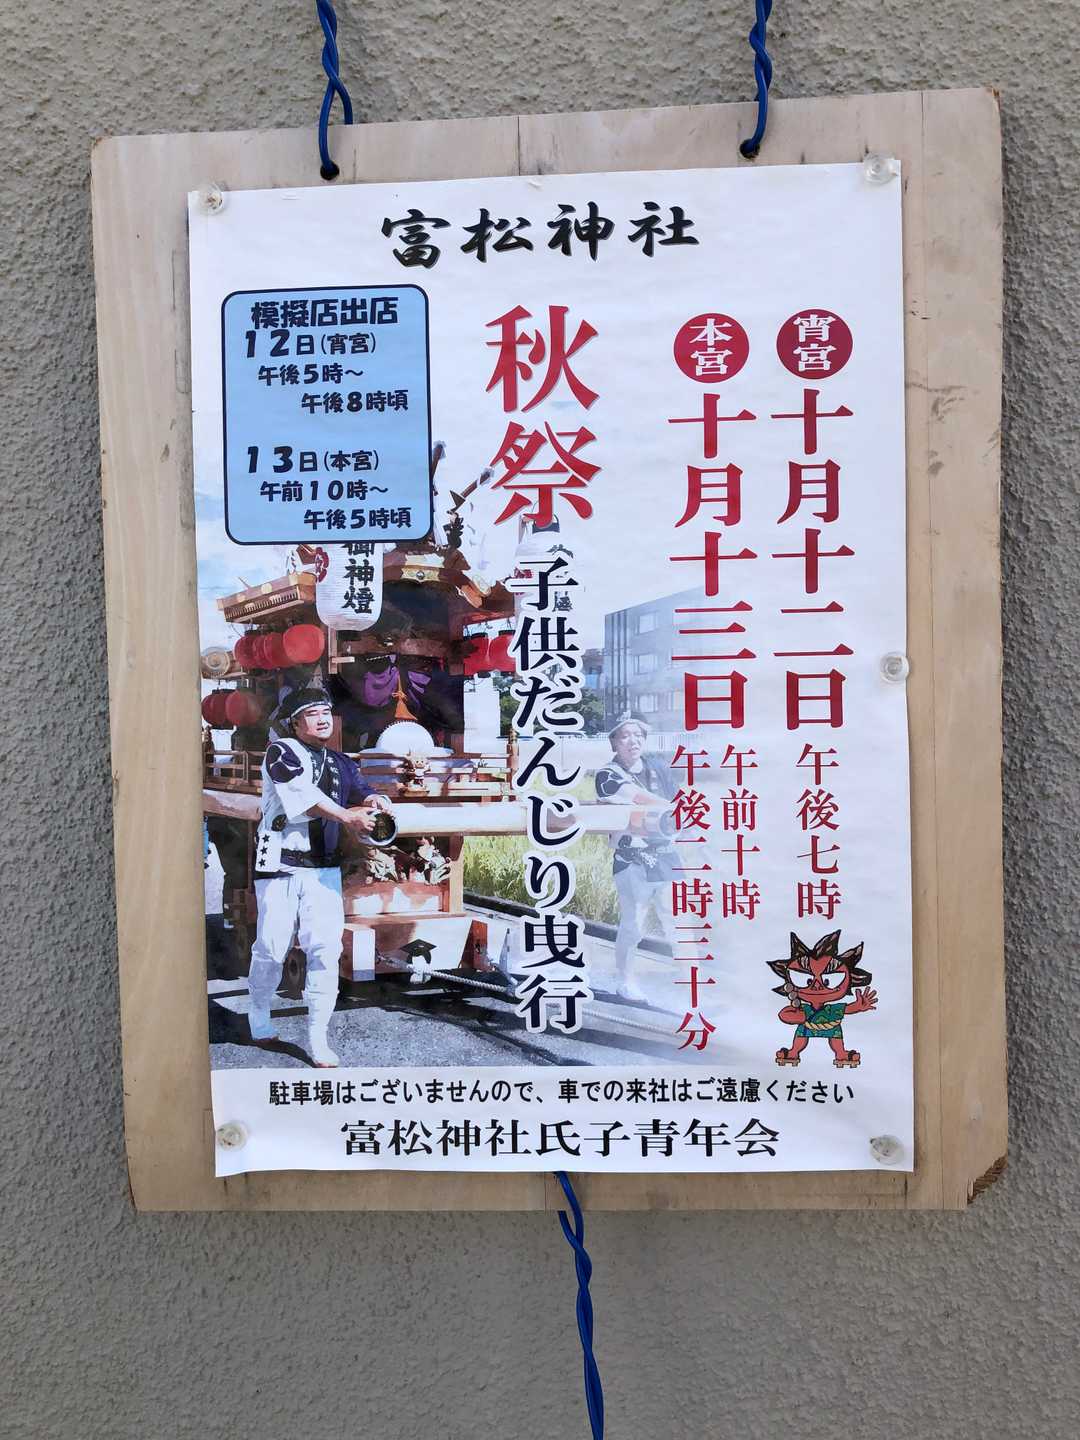 富松神社
模擬店出店
12日(宵宮)
午後5時～
午後8時頃
13日(本宮)
午前10時～
午後5時頃
宵宮
十月十二日 午後七時
本宮
十月十三日 午前十時
午後二時三十分
秋祭
子供だんじり曳行
御神燈
駐車場はございませんので、車での来社はご遠慮ください
富松神社氏子青年会